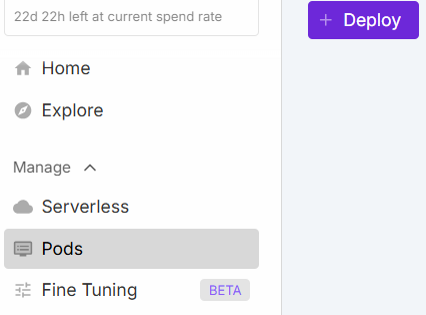 22d 22h left at current spend rate
+ Deploy
Home
Explore
Manage
Serverless
Pods
Fine Tuning BETA